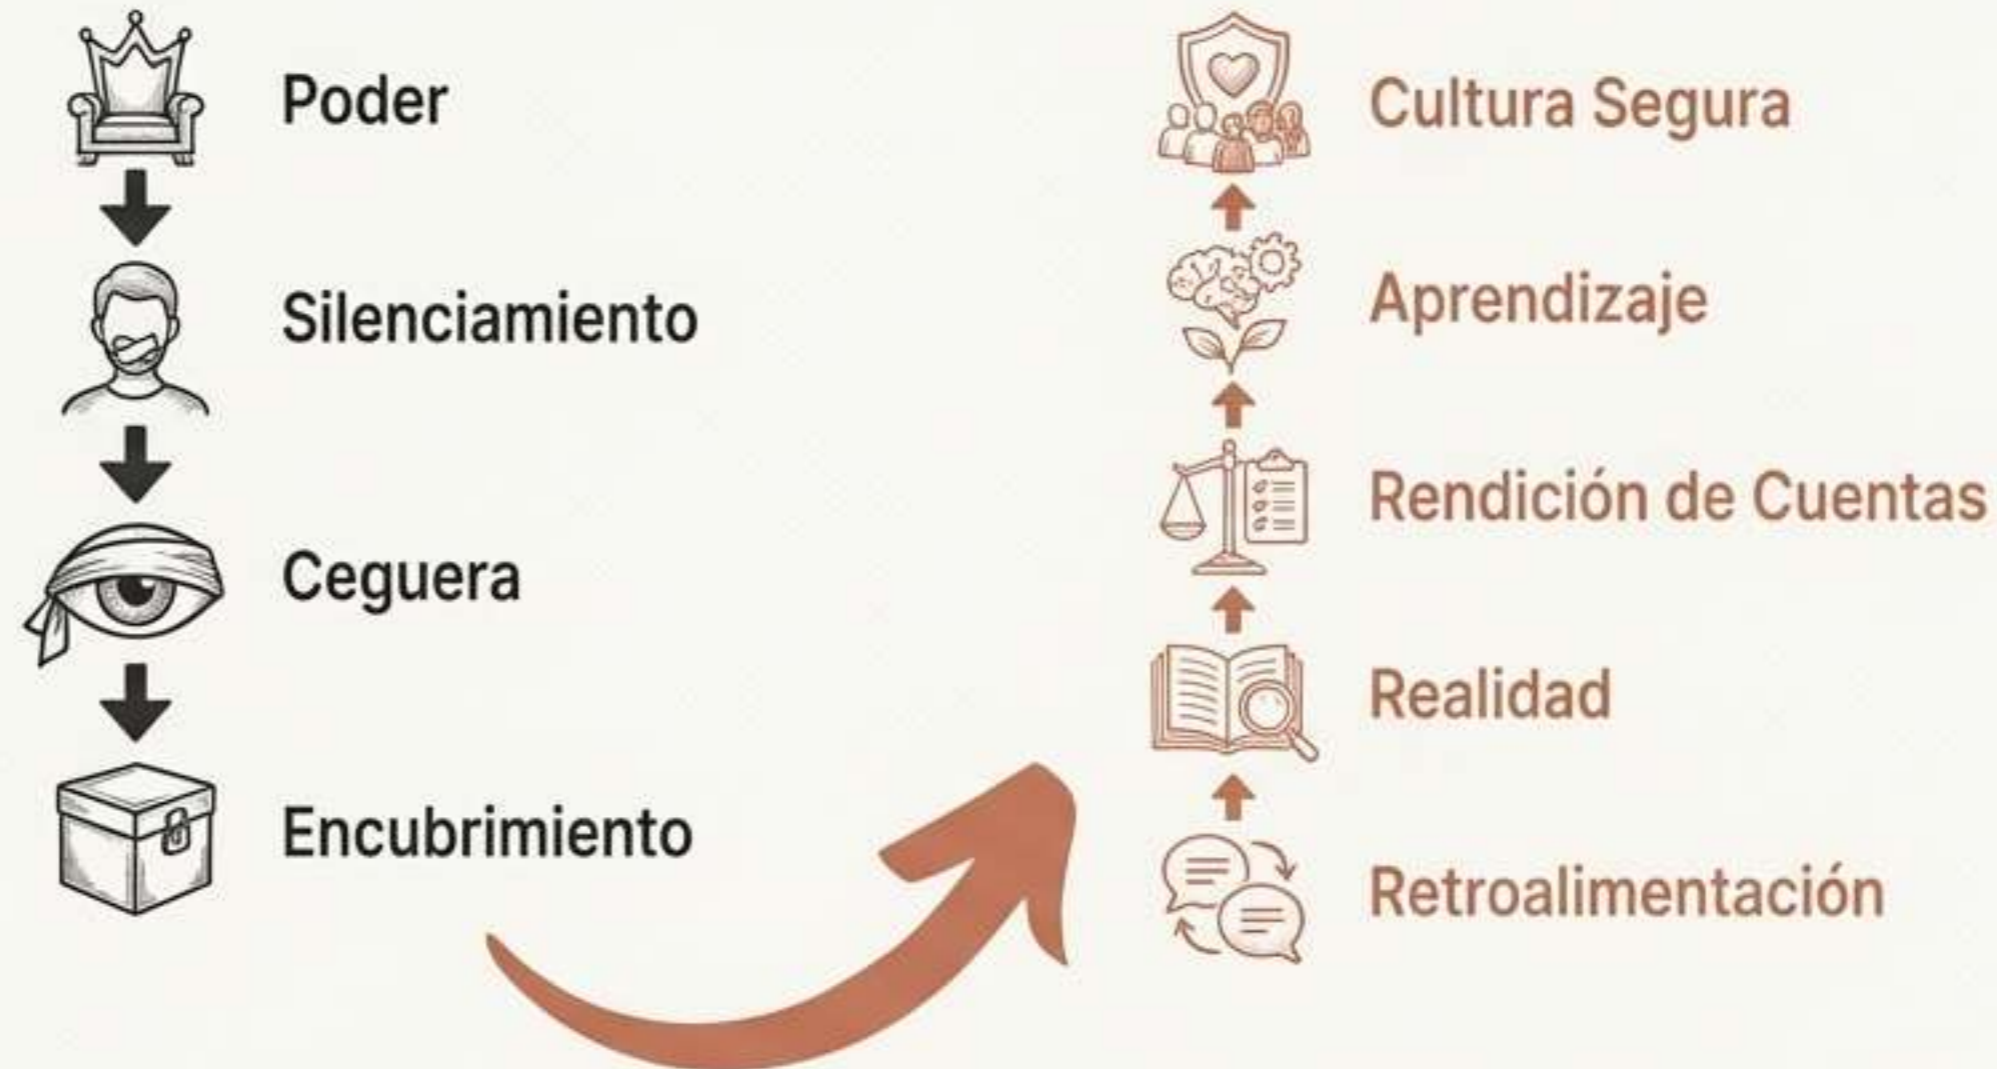 Poder
Silenciamiento
Ceguera
Encubrimiento
Cultura Segura
Aprendizaje
Rendición de Cuentas
Realidad
Retroalimentación